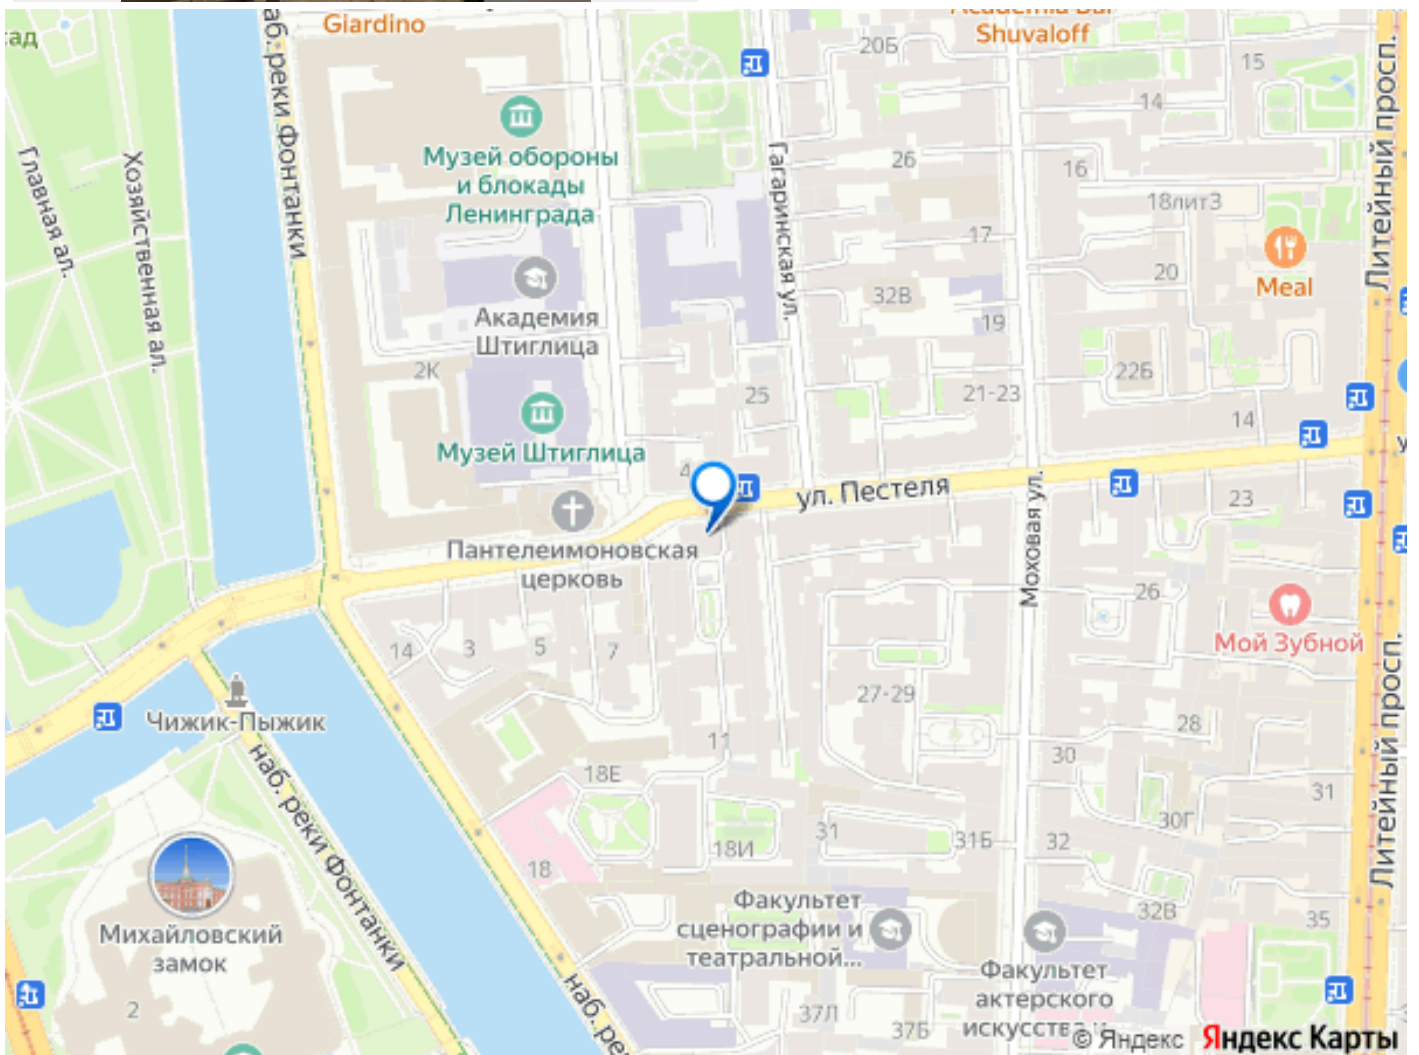 Giardino
Academia Bar
Shuvaloff
ад
наб. реки Фонтанки
Главная ал.
Хозяйственная ал.
Музей обороны
и блокады
Ленинграда
Академия
Штиглица
2К
Музей Штиглица
Пантелеимоновская
церковь
Гагаринская ул.
20Б
26
17
32В
19
21-23
25
4
15
14
16
18литЗ
20
Meal
22Б
14
Литейный просп.
ул. Пестеля
Моховая ул.
23
26
Мой Зубной
14
3
5
7
Чижик-Пыжик
наб. реки Фонтанки
27-29
28
30
11
18Е
31
30Г
Литейный просп.
18
18И
31
31Б
32
Михайловский
замок
2
Факультет
сценографии и
театральной...
32В
35
Факультет
актерского
искусства и
37Л
37Б
наб. ре
© Яндекс Яндекс Карты